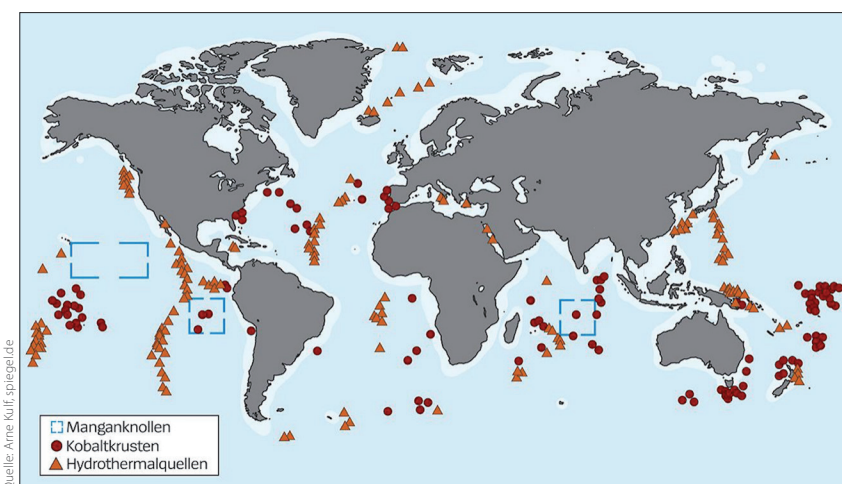 Manganknollen
Kobaltkrusten
Hydrothermalquellen
Quelle: Arne Kulf, spiegel.de